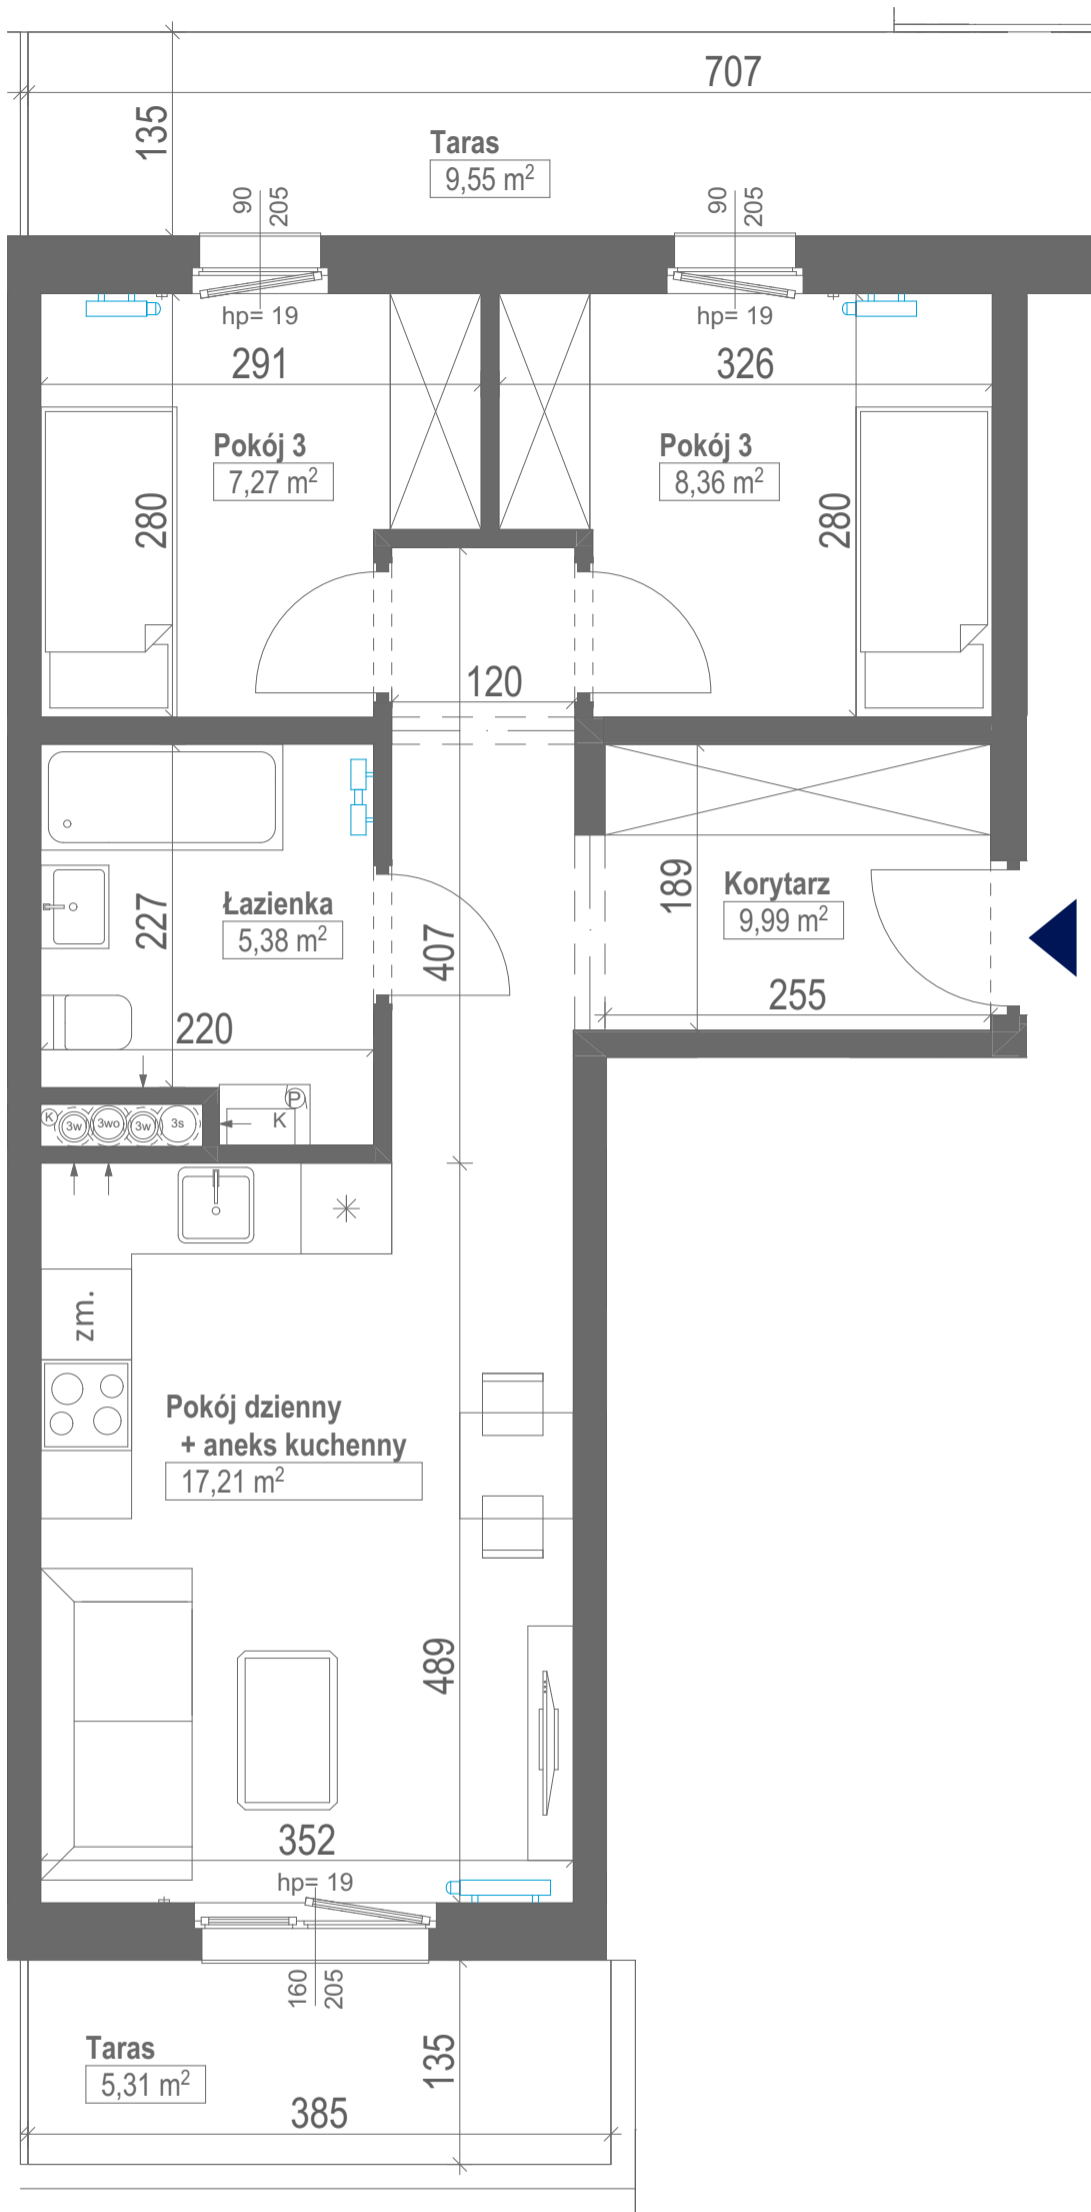 707
135
Taras
9,55 m²
90
205
90
205
hp= 19
hp= 19
291
326
Pokój 3
7,27 m²
Pokój 3
8,36 m²
280
280
120
189
Korytarz
9,99 m²
Łazienka
5,38 m²
227
407
255
220
K
3w
3wo
3w
3s
P
K
zm.
Pokój dzienny
+ aneks kuchenny
17,21 m²
489
352
hp= 19
160
205
Taras
5,31 m²
135
385